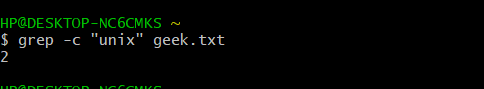 HP@DESKTOP-NC6CMKS ~
$ grep -c "unix" geek.txt
2
HP@DESKTOP-NC6CMKS ~